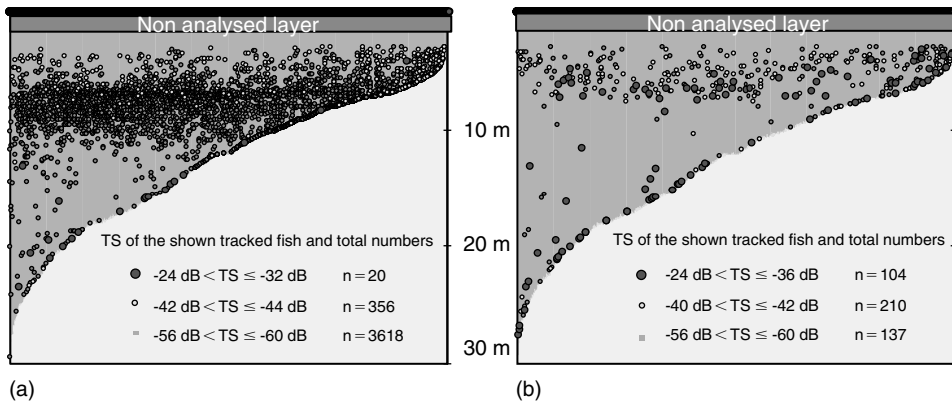 Non analysed layer
10 m
TS of the shown tracked fish and total numbers
20 m
-24 dB < TS ≤ -32 dB n=20
-42 dB < TS ≤ -44 dB n=356
-56 dB < TS ≤ -60 dB n=3618
30 m
(a)
Non analysed layer
TS of the shown tracked fish and total numbers
-24 dB < TS ≤ -36 dB n=104
-40 dB < TS ≤ -42 dB n=210
-56 dB < TS ≤ -60 dB n=137
(b)